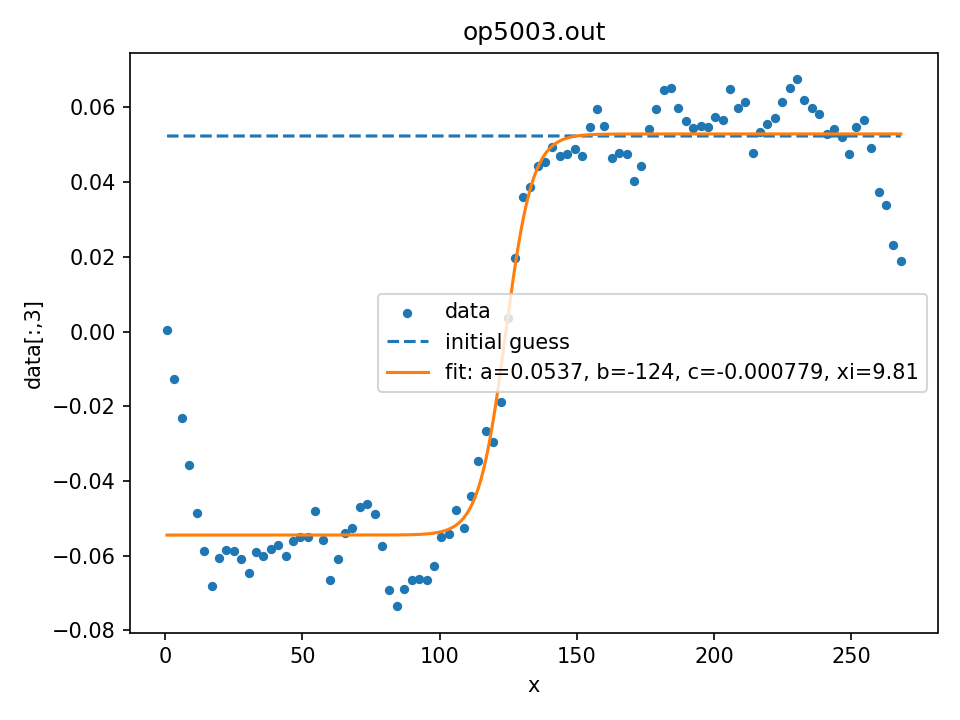 op5003.out
0.06
0.04
0.02
0.00
−0.02
−0.04
−0.06
−0.08
data[:,3]
data
initial guess
fit: a=0.0537, b=-124, c=-0.000779, xi=9.81
0 50 100 150 200 250
x